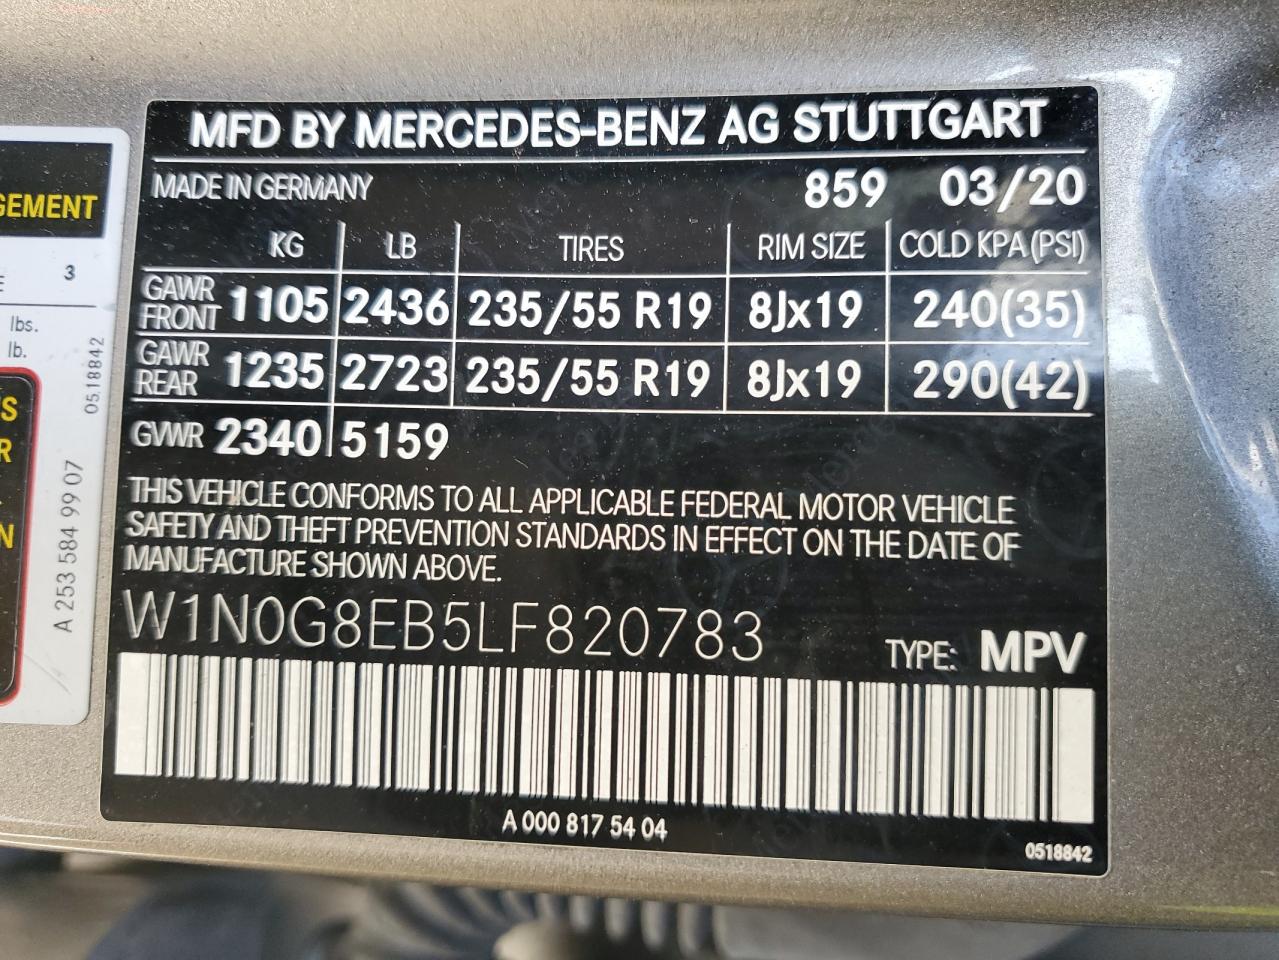 MFD BY MERCEDES-BENZ AG STUTTGART
MADE IN GERMANY 859 03/20
KG LB TIRES RIM SIZE COLD KPA (PSI)
GAWR FRONT 1105 2436 235/55 R19 8Jx19 240(35)
GAWR REAR 1235 2723 235/55 R19 8Jx19 290(42)
GVWR 2340 5159
THIS VEHICLE CONFORMS TO ALL APPLICABLE FEDERAL MOTOR VEHICLE
SAFETY AND THEFT PREVENTION STANDARDS IN EFFECT ON THE DATE OF
MANUFACTURE SHOWN ABOVE.
W1N0G8EB5LF820783
TYPE: MPV
A 000 817 54 04
0518842
3
lbs.
lb.
0518842
A 253 584 99 07